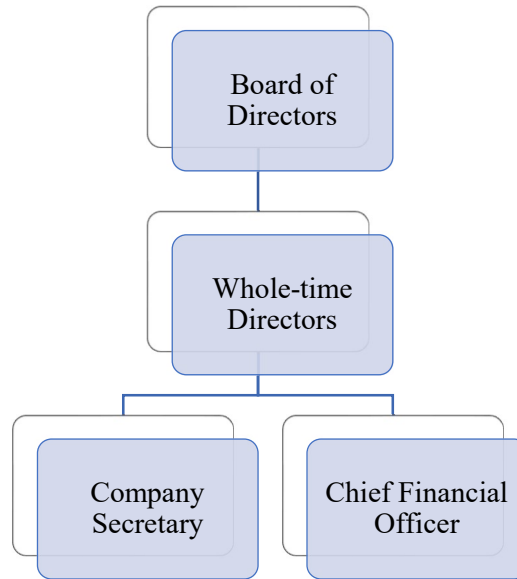 Board of
Directors
Whole-time
Directors
Company
Secretary
Chief Financial
Officer